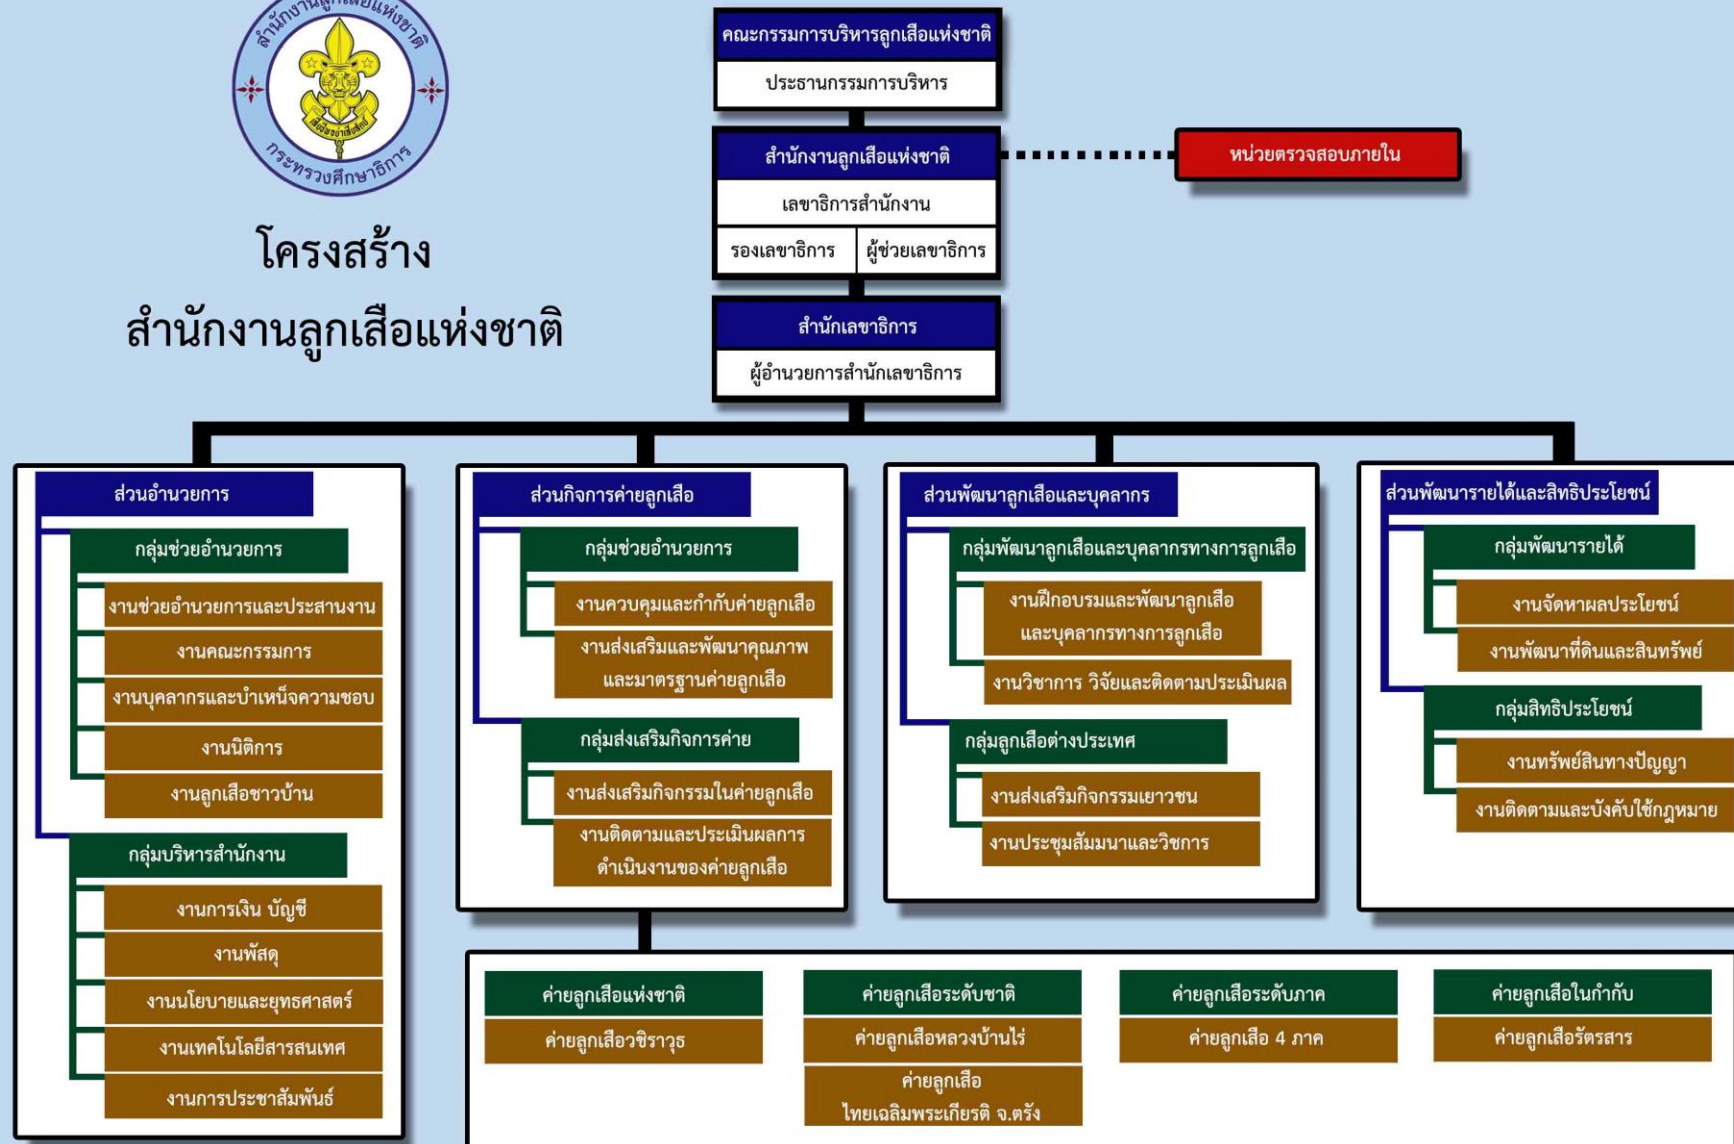 สำนักงานลูกเสือแห่งชาติ
กระทรวงศึกษาธิการ
เสียชีพอย่าเสียสัตย์
โครงสร้าง
สำนักงานลูกเสือแห่งชาติ
คณะกรรมการบริหารลูกเสือแห่งชาติ
ประธานกรรมการบริหาร
สำนักงานลูกเสือแห่งชาติ
หน่วยตรวจสอบภายใน
เลขาธิการสำนักงาน
รองเลขาธิการ
ผู้ช่วยเลขาธิการ
สำนักเลขาธิการ
ผู้อำนวยการสำนักเลขาธิการ
ส่วนอำนวยการ
กลุ่มช่วยอำนวยการ
งานช่วยอำนวยการและประสานงาน
งานคณะกรรมการ
งานบุคลากรและบำเหน็จความชอบ
งานนิติการ
งานลูกเสือชาวบ้าน
กลุ่มบริหารสำนักงาน
งานการเงิน บัญชี
งานพัสดุ
งานนโยบายและยุทธศาสตร์
งานเทคโนโลยีสารสนเทศ
งานการประชาสัมพันธ์
ส่วนกิจการค่ายลูกเสือ
กลุ่มช่วยอำนวยการ
งานควบคุมและกำกับค่ายลูกเสือ
งานส่งเสริมและพัฒนาคุณภาพ
และมาตรฐานค่ายลูกเสือ
กลุ่มส่งเสริมกิจการค่าย
งานส่งเสริมกิจกรรมในค่ายลูกเสือ
งานติดตามและประเมินผลการ
ดำเนินงานของค่ายลูกเสือ
ส่วนพัฒนาลูกเสือและบุคลากร
กลุ่มพัฒนาลูกเสือและบุคลากรทางการลูกเสือ
งานฝึกอบรมและพัฒนาลูกเสือ
และบุคลากรทางการลูกเสือ
งานวิชาการ วิจัยและติดตามประเมินผล
กลุ่มลูกเสือต่างประเทศ
งานส่งเสริมกิจกรรมเยาวชน
งานประชุมสัมมนาและวิชการ
ส่วนพัฒนารายได้และสิทธิประโยชน์
กลุ่มพัฒนารายได้
งานจัดหาผลประโยชน์
งานพัฒนาที่ดินและสินทรัพย์
กลุ่มสิทธิประโยชน์
งานทรัพย์สินทางปัญญา
งานติดตามและบังคับใช้กฎหมาย
ค่ายลูกเสือแห่งชาติ
ค่ายลูกเสือวชิราวุธ
ค่ายลูกเสือระดับชาติ
ค่ายลูกเสือหลวงบ้านไร่
ค่ายลูกเสือ
ไทยเฉลิมพระเกียรติ จ.ตรัง
ค่ายลูกเสือระดับภาค
ค่ายลูกเสือ 4 ภาค
ค่ายลูกเสือในกำกับ
ค่ายลูกเสือรัตรสาร